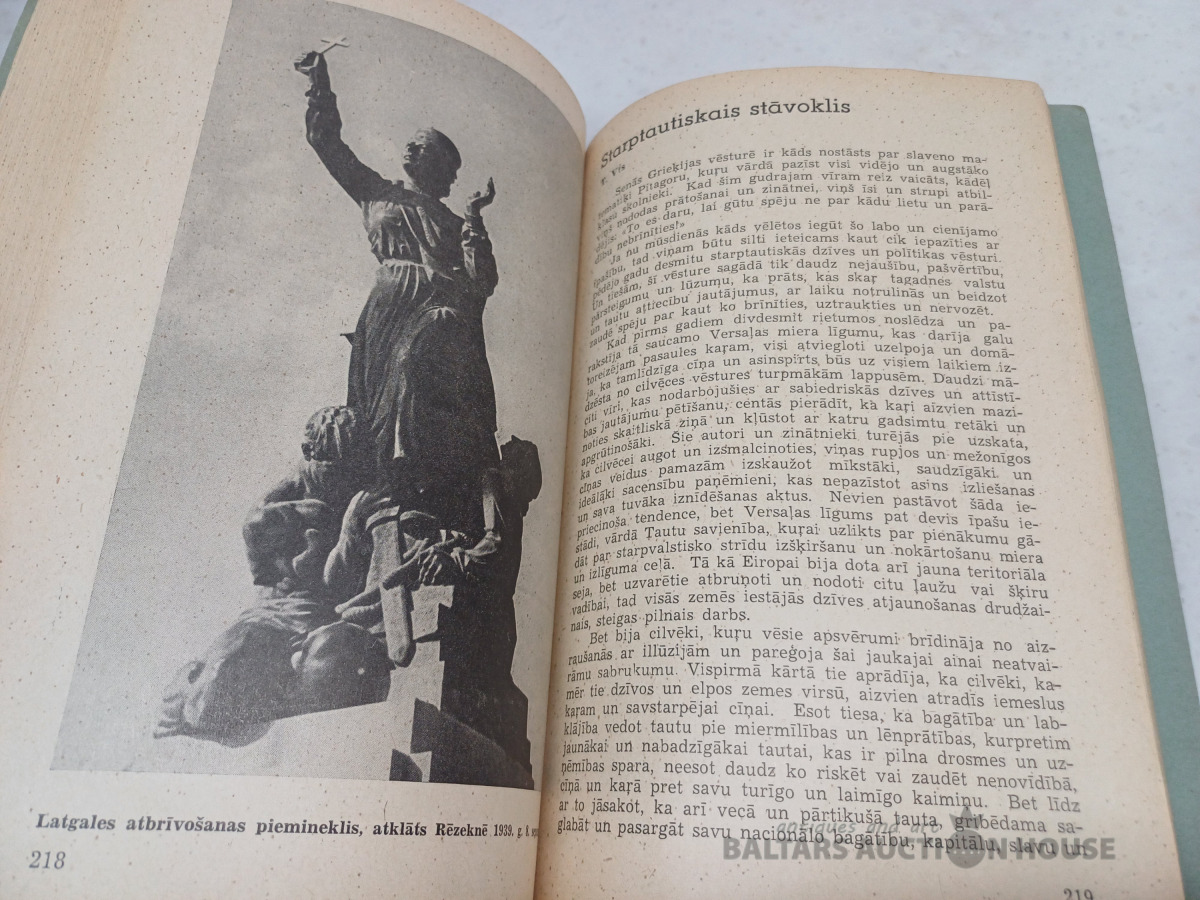 Latgales atbrīvošanas piemineklis, atklāts Rēzeknē 1939. g. 8.
218
Starptautiskais stāvoklis
V. Vīs
Senās Grieķijas vēsturē ir kāds nostāsts par slaveno ma-
tematiķi Pitagoru, kuŗu vārdā pazīst visi vidējo un augstāko
klašu skolnieki. Kad šim gudrajam vīram reiz vaicāts, kādēļ
viņš nododas prātošanai un zinātnei, viņš īsi un strupi atbil-
dējis: «To es daru, lai gūtu spēju ne par kādu lietu un parā-
dību nebrīnīties!»
Ja nu mūsdienās kāds vēlētos iegūt šo labo un cienījamo
īpašību, tad viņam būtu silti ieteicams kaut cik iepazīties ar
pēdējo gadu desmitu starptautiskās dzīves un polītikas vēsturi.
Un tiešām, šī vēsture sagādā tik daudz nejaušību, pašvērtību,
pārsteigumu un lūzumu, ka prāts, kas skaŗ tagadnes valstu
un tautu attiecību jautājumus, ar laiku notrulinās un beidzot
zaudē spēju par kaut ko brīnīties, uztraukties un nervozēt.
Kad pirms gadiem divdesmit rietumos noslēdza un pa-
rakstīja tā saucamo Versaļas miera līgumu, kas darīja galu
toreizējam pasaules kaŗam, visi atviegloti uzelpoja un domā-
ja, ka tamlīdzīga cīņa un asinspirts būs uz visiem laikiem iz-
dzēsta no cilvēces vēstures turpmākām lappusēm. Daudzi mā-
cīti vīri, kas nodarbojušies ar sabiedriskās dzīves un attīstī-
bas jautājumu pētīšanu, centās pierādīt, ka kaŗi aizvien mazi-
noties skaitliskā ziņā un kļūstot ar katru gadsimtu retāki un
apgrūtinošāki. Šie autori un zinātnieki turējās pie uzskata,
ka cilvēcei augot un izsmalcinoties, viņas rupjos un mežonīgos
cīņas veidus pamazām izskaužot mīkstāki, saudzīgāki un
ideālāki sacensību paņēmieni, kas nepazīstot asins izliešanas
un sava tuvāka iznīdēšanas aktus. Nevien pastāvot šāda ie-
priecinoša tendence, bet Versaļas līgums pat devis īpašu ie-
stādi, vārdā Tautu savienība, kuŗai uzlikts par pienākumu gā-
dāt par starpvalstisko strīdu izšķiršanu un nokārtošanu miera
un izlīguma ceļā. Tā kā Eiropai bija dota arī jauna teritoriāla
seja, bet uzvarētie atbruņoti un nodoti citu ļaužu vai šķiru
vadībai, tad visās zemēs iestājās dzīves atjaunošanas drudžai-
nais, steigas pilnais darbs.
Bet bija cilvēki, kuŗu vēsie apsvērumi brīdināja no aiz-
raušanās ar illūzijām un pareģoja šai jaukajai ainai neatvai-
rāmu sabrukumu. Vispirmā kārtā tie aprādīja, ka cilvēki, ka-
mēr tie dzīvos un elpos zemes virsū, aizvien atradīs iemeslus
kaŗam un savstarpējai cīņai. Esot tiesa, ka bagātība un lab-
klājība vedot tautu pie miermīlības un lēnprātības, kurpretim
jaunākai un nabadzīgākai tautai, kas ir pilna drosmes un uz-
ņēmības spara, neesot daudz ko riskēt vai zaudēt neņovīdībā,
cīņā un kaŗā pret savu turīgo un laimīgo kaimiņu. Bet līdz
ar to jāsakot, ka arī vecā un pārtikušā tauta, gribēdama sa-
glabāt un pasargāt savu nacionālo bagātību, kapitālu, slavu un
219
antiques and art
BALTARS AUCTION HOUSE